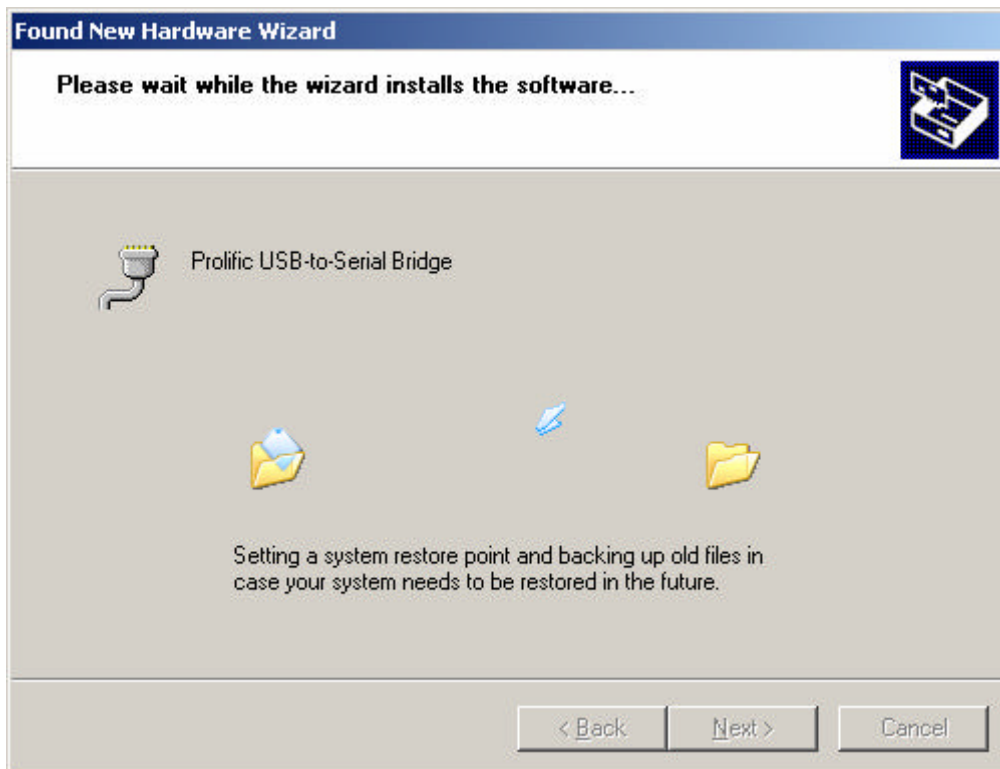 Found New Hardware Wizard
Please wait while the wizard installs the software...
Prolific USB-to-Serial Bridge
Setting a system restore point and backing up old files in
case your system needs to be restored in the future.
< Back Next > Cancel